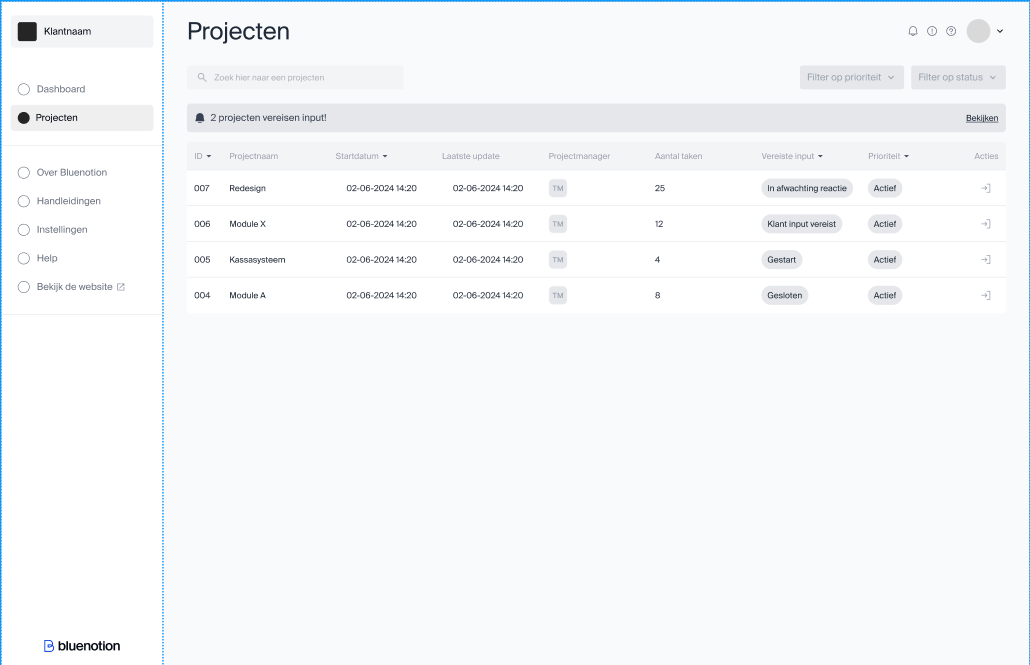 Klantnaam
Dashboard
Projecten
Over Bluenotion
Handleidingen
Instellingen
Help
Bekijk de website
bluenotion
Projecten
Zoek hier naar een projecten
Filter op prioriteit
Filter op status
2 projecten vereisen input!
Bekijken
ID Projectnaam Startdatum Laatste update Projectmanager Aantal taken Vereiste input Prioriteit Acties
007 Redesign 02-06-2024 14:20 02-06-2024 14:20 TM 25 In afwachting reactie Actief
006 Module X 02-06-2024 14:20 02-06-2024 14:20 TM 12 Klant input vereist Actief
005 Kassasysteem 02-06-2024 14:20 02-06-2024 14:20 TM 4 Gestart Actief
004 Module A 02-06-2024 14:20 02-06-2024 14:20 TM 8 Gesloten Actief